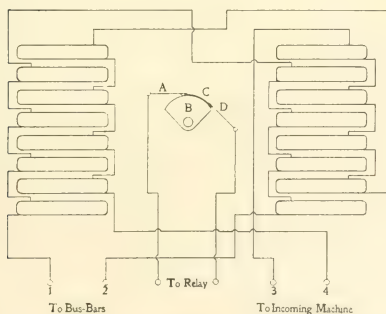 A
C
B
D
1
2
To Relay
3
4
To Bus-Bars
To Incoming Machine